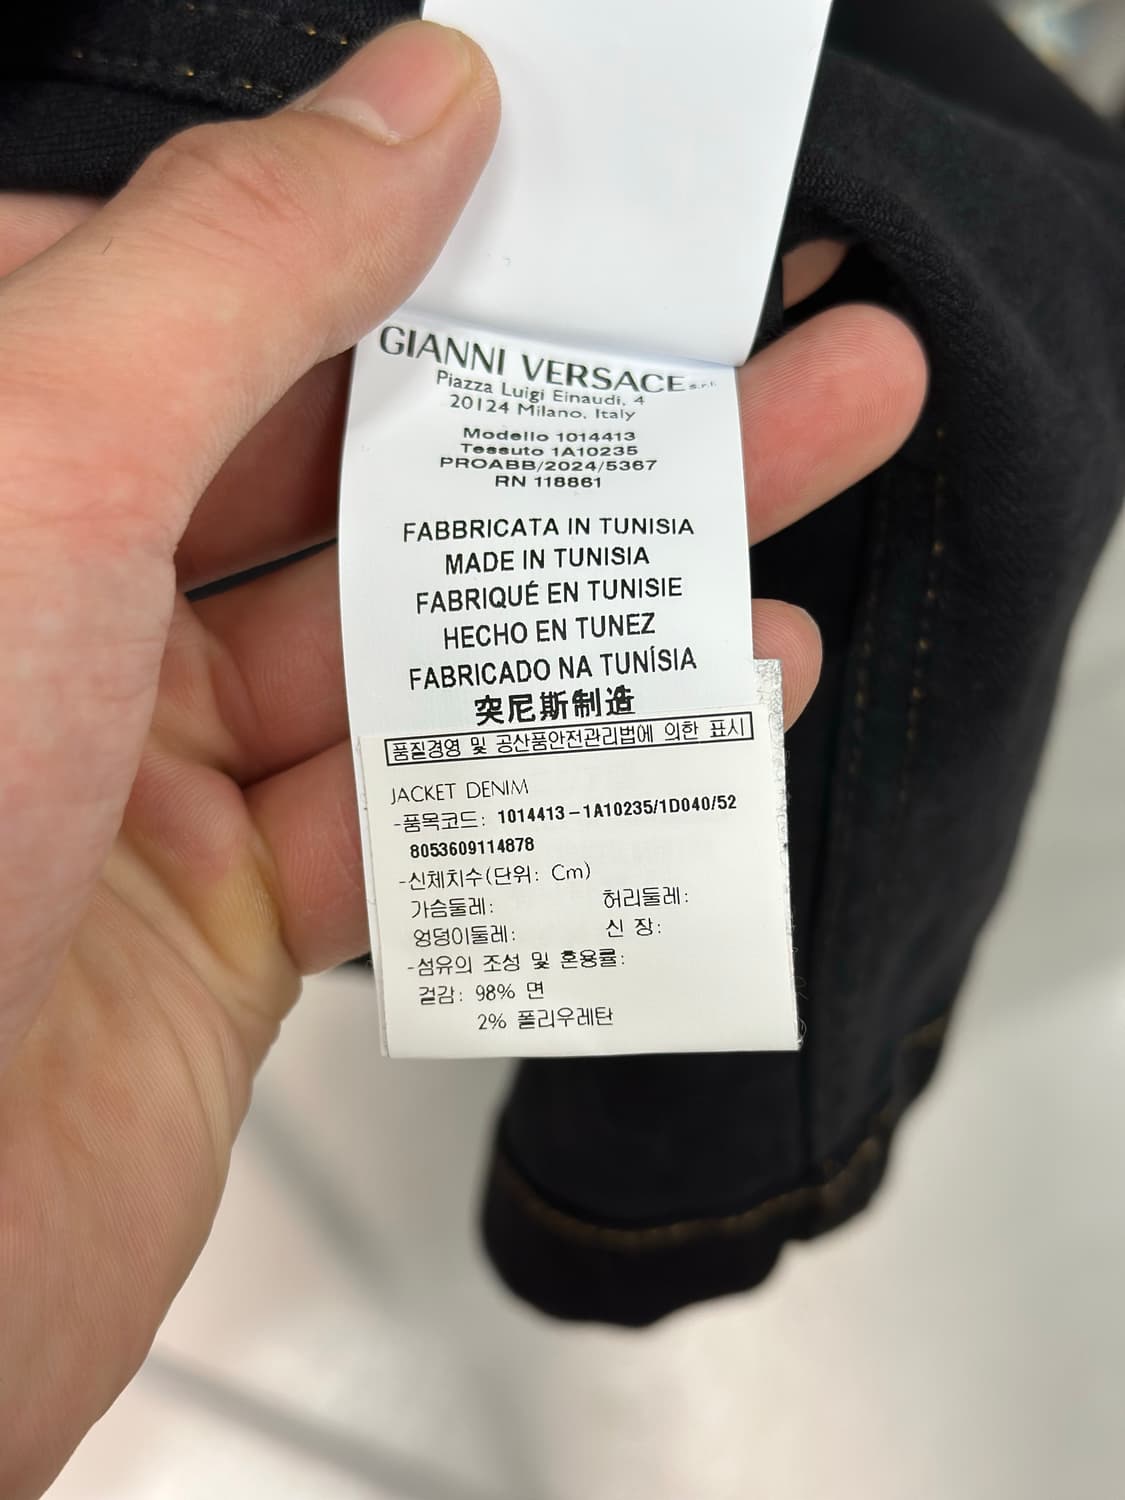 GIANNI VERSACE s.r.l.
Piazza Luigi Einaudi, 4
20124 Milano, Italy
Modello 1014413
Tessuto 1A10235
PROABB/2024/5367
RN 118861
FABBRICATA IN TUNISIA
MADE IN TUNISIA
FABRIQUÉ EN TUNISIE
HECHO EN TUNEZ
FABRICADO NA TUNÍSIA
突尼斯制造
품질경영 및 공산품안전관리법에 의한 표시
JACKET DENIM
-품목코드: 1014413-1A10235/1D040/52
8053609114878
-신체치수(단위: Cm)
가슴둘레: 허리둘레:
엉덩이둘레: 신 장:
-섬유의 조성 및 혼용률:
겉감: 98% 면
2% 폴리우레탄